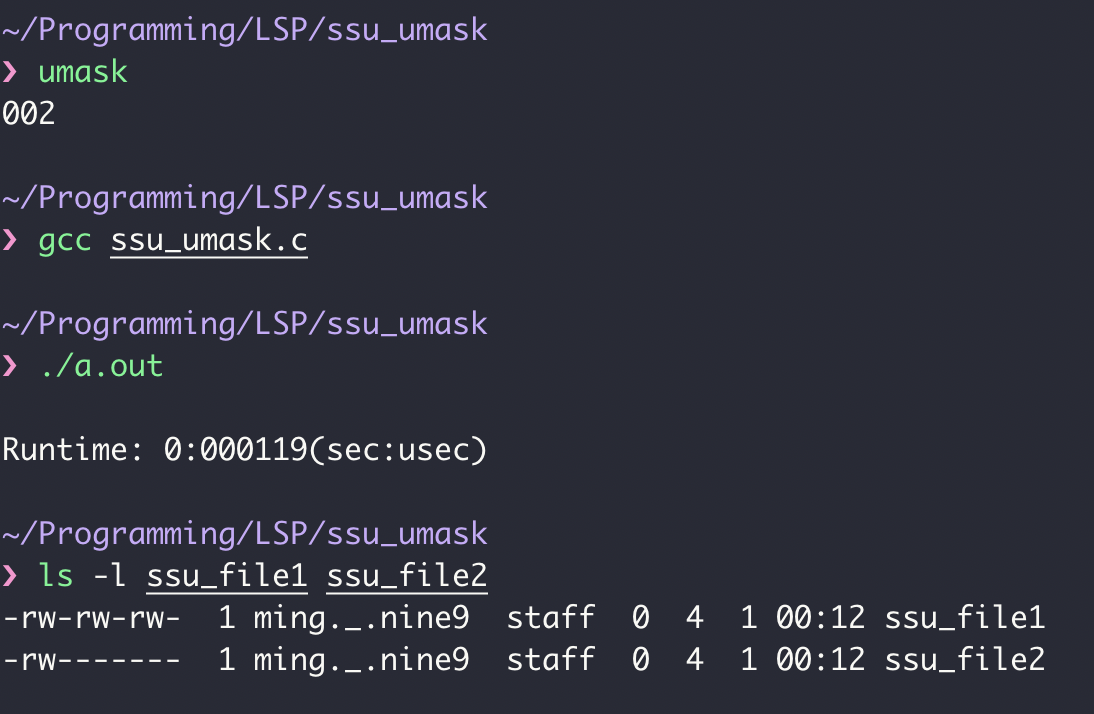 ~/Programming/LSP/ssu_umask
❯ umask
002
~/Programming/LSP/ssu_umask
❯ gcc ssu_umask.c
~/Programming/LSP/ssu_umask
❯ ./a.out
Runtime: 0:000119(sec:usec)
~/Programming/LSP/ssu_umask
❯ ls -l ssu_file1 ssu_file2
-rw-rw-rw-  1 ming._.nine9  staff  0  4  1 00:12 ssu_file1
-rw-------  1 ming._.nine9  staff  0  4  1 00:12 ssu_file2